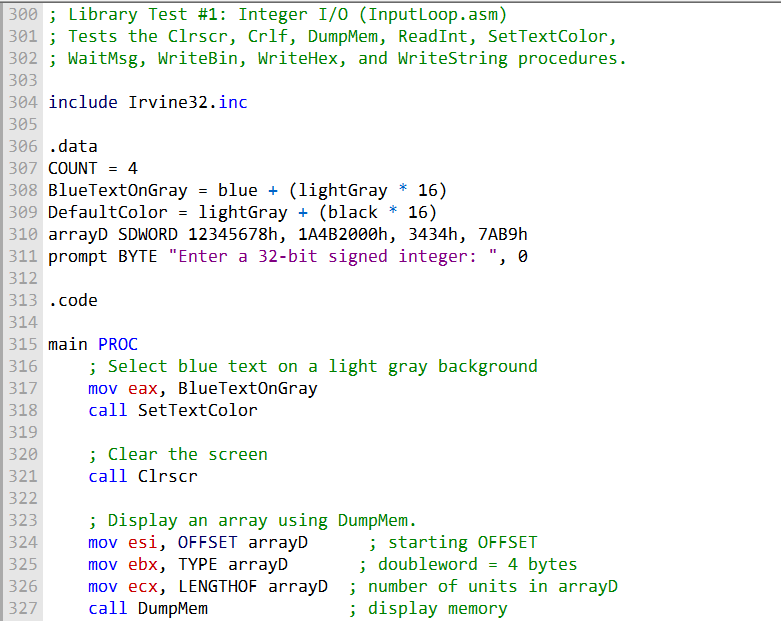 300 ; Library Test #1: Integer I/O (InputLoop.asm)
301 ; Tests the Clrscr, Crlf, DumpMem, ReadInt, SetTextColor,
302 ; WaitMsg, WriteBin, WriteHex, and WriteString procedures.
303
304 include Irvine32.inc
305
306 .data
307 COUNT = 4
308 BlueTextOnGray = blue + (lightGray * 16)
309 DefaultColor = lightGray + (black * 16)
310 arrayD SDWORD 12345678h, 1A4B2000h, 3434h, 7AB9h
311 prompt BYTE "Enter a 32-bit signed integer: ", 0
312
313 .code
314
315 main PROC
316     ; Select blue text on a light gray background
317     mov eax, BlueTextOnGray
318     call SetTextColor
319
320     ; Clear the screen
321     call Clrscr
322
323     ; Display an array using DumpMem.
324     mov esi, OFFSET arrayD      ; starting OFFSET
325     mov ebx, TYPE arrayD       ; doubleword = 4 bytes
326     mov ecx, LENGTHOF arrayD  ; number of units in arrayD
327     call DumpMem              ; display memory